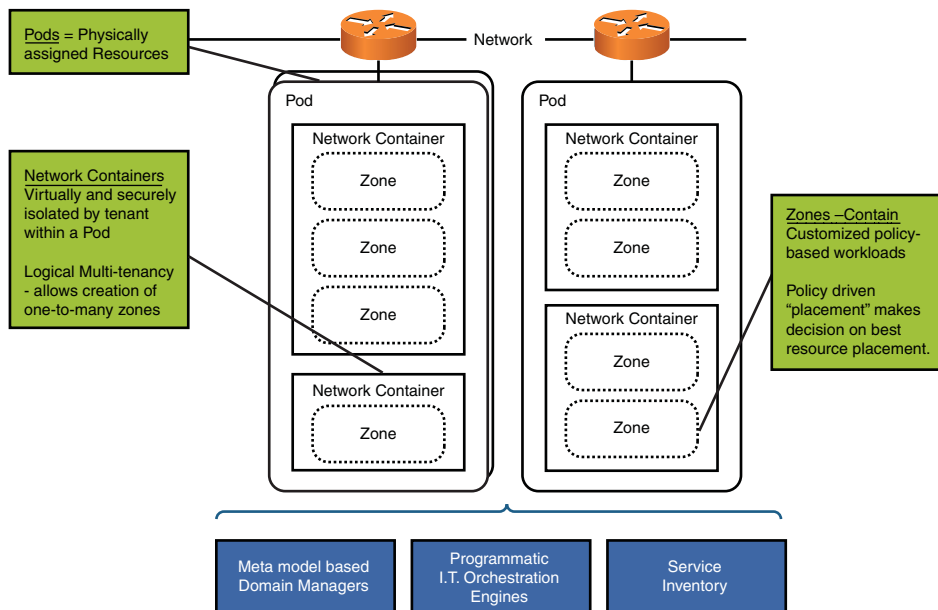 Pods = Physically
assigned Resources
Network
Pod
Network Container
Zone
Zone
Zone
Network Container
Zone
Pod
Network Container
Zone
Zone
Network Container
Zone
Zone
Network Containers
Virtually and securely
isolated by tenant
within a Pod
Logical Multi-tenancy
- allows creation of
one-to-many zones
Zones –Contain
Customized policy-
based workloads
Policy driven
“placement” makes
decision on best
resource placement.
Meta model based
Domain Managers
Programmatic
I.T. Orchestration
Engines
Service
Inventory